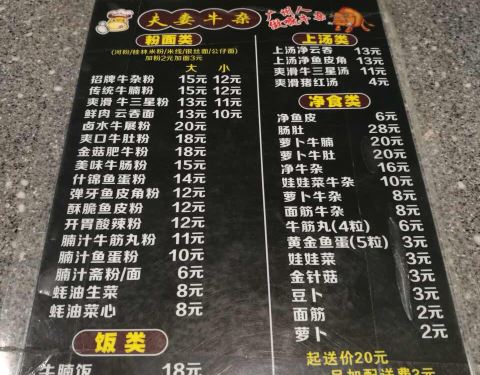 夫妻牛杂
广州人
粉面类
(河粉/桂林米粉/米线/银丝面/公仔面)
加粉2元加面3元
大 小
招牌牛杂粉 15元 12元
传统牛腩粉 15元 12元
爽滑牛三星粉 13元 11元
鲜肉云吞面 13元 10元
卤水牛展粉 20元
爽口牛肚粉 18元
金菇肥牛粉 18元
美味牛肠粉 15元
什锦鱼蛋粉 14元
弹牙鱼皮角粉 12元
酥脆鱼皮粉 12元
开胃酸辣粉 12元
腩汁牛筋丸粉 11元
腩汁鱼蛋粉 10元
腩汁斋粉/面 6元
蚝油生菜 8元
蚝油菜心 8元
饭类
牛腩饭 18元
上汤类
上汤净云吞 13元
上汤净鱼皮角 13元
爽滑牛三星汤 11元
爽滑猪红汤 4元
净食类
净鱼皮 6元
肠肚 28元
萝卜牛腩 20元
萝卜牛肚 20元
净牛杂 16元
娃娃菜牛杂 10元
萝卜牛杂 8元
面筋牛杂 8元
牛筋丸(4粒) 6元
黄金鱼蛋(5粒) 3元
娃娃菜 3元
金针菇 3元
豆卜 2元
面筋 2元
萝卜 2元
起送价20元
另加配送费2元